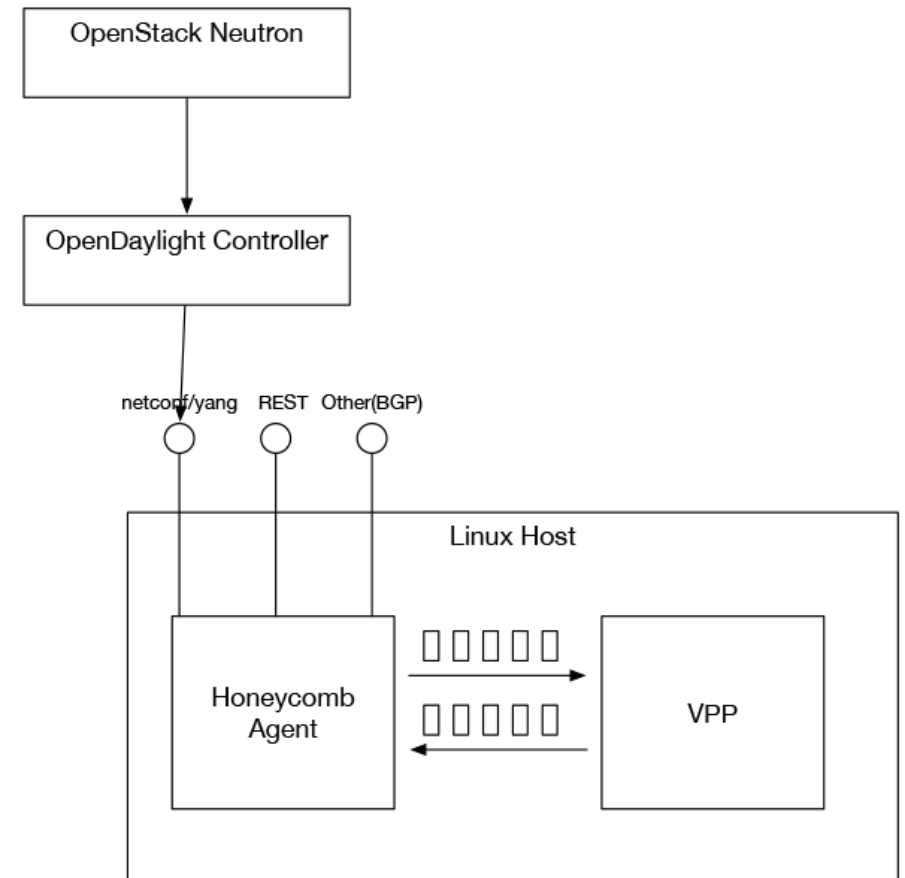 OpenStack Neutron
OpenDaylight Controller
netconf/yang REST Other(BGP)
Linux Host
Honeycomb
Agent
VPP